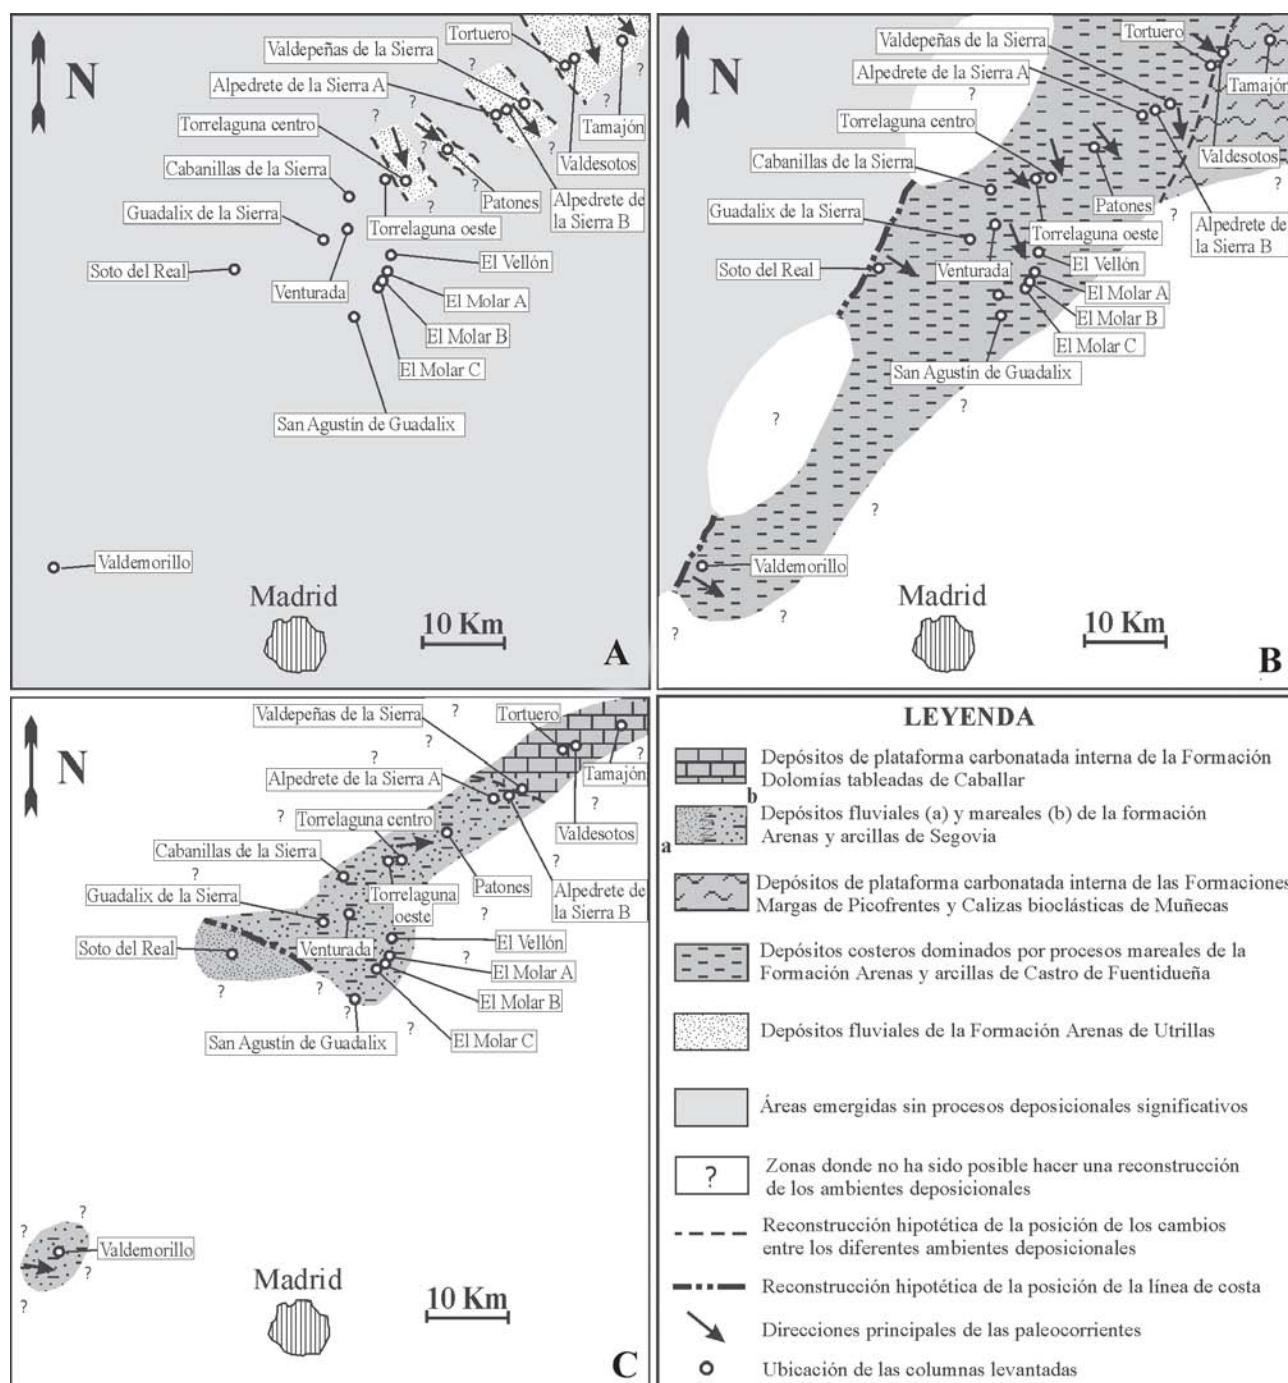 N
Tortuero
Valdepeñas de la Sierra
Alpedrete de la Sierra A
Torrelaguna centro
Cabanillas de la Sierra
Guadalix de la Sierra
Soto del Real
Venturada
Torrelaguna oeste
Patones
Tamajón
Valdesotos
Alpedrete de
la Sierra B
El Vellón
El Molar A
El Molar B
El Molar C
San Agustín de Guadalix
Valdemorillo
Madrid
10 Km
A
? ? ? ? ? ? ? ? ?
N
Tortuero
Valdepeñas de la Sierra
Alpedrete de la Sierra A
Torrelaguna centro
Cabanillas de la Sierra
Guadalix de la Sierra
Soto del Real
Venturada
Torrelaguna oeste
Patones
Tamajón
Valdesotos
Alpedrete de
la Sierra B
El Vellón
El Molar A
El Molar B
El Molar C
San Agustín de Guadalix
Valdemorillo
Madrid
10 Km
B
? ? ? ? ? ? ? ? ?
N
Valdepeñas de la Sierra
Tortuero
Alpedrete de la Sierra A
Torrelaguna centro
Cabanillas de la Sierra
Guadalix de la Sierra
Soto del Real
Venturada
Torrelaguna
oeste
Patones
Tamajón
Valdesotos
Alpedrete de
la Sierra B
El Vellón
El Molar A
El Molar B
El Molar C
San Agustín de Guadalix
Valdemorillo
Madrid
10 Km
C
? ? ? ? ? ? ? ? ?
LEYENDA
Depósitos de plataforma carbonatada interna de la Formación
Dolomías tableadas de Caballar
b
a
Depósitos fluviales (a) y mareales (b) de la formación
Arenas y arcillas de Segovia
Depósitos de plataforma carbonatada interna de las Formaciones
Margas de Picofrentes y Calizas bioclásticas de Muñecas
Depósitos costeros dominados por procesos mareales de la
Formación Arenas y arcillas de Castro de Fuentidueña
Depósitos fluviales de la Formación Arenas de Utrillas
Áreas emergidas sin procesos deposicionales significativos
?
Zonas donde no ha sido posible hacer una reconstrucción
de los ambientes deposicionales
Reconstrucción hipotética de la posición de los cambios
entre los diferentes ambientes deposicionales
Reconstrucción hipotética de la posición de la línea de costa
Direcciones principales de las paleocorrientes
Ubicación de las columnas levantadas